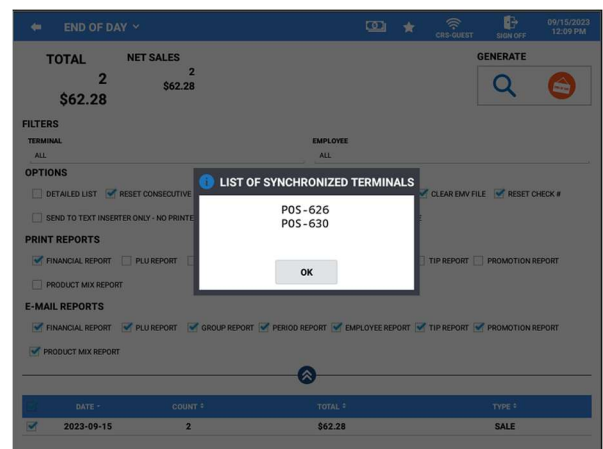 END OF DAY
CRS-GUEST
SIGN OFF
09/15/2023
12:09 PM
TOTAL
2
$62.28
NET SALES
2
$62.28
GENERATE
FILTERS
TERMINAL
ALL
EMPLOYEE
ALL
OPTIONS
DETAILED LIST
RESET CONSECUTIVE
CLEAR EMV FILE
RESET CHECK #
SEND TO TEXT INSERTER ONLY - NO PRINTE
LIST OF SYNCHRONIZED TERMINALS
POS-626
POS-630
OK
PRINT REPORTS
FINANCIAL REPORT
PLU REPORT
TIP REPORT
PROMOTION REPORT
PRODUCT MIX REPORT
E-MAIL REPORTS
FINANCIAL REPORT
PLU REPORT
GROUP REPORT
PERIOD REPORT
EMPLOYEE REPORT
TIP REPORT
PROMOTION REPORT
PRODUCT MIX REPORT
DATE COUNT TOTAL TYPE
2023-09-15 2 $62.28 SALE